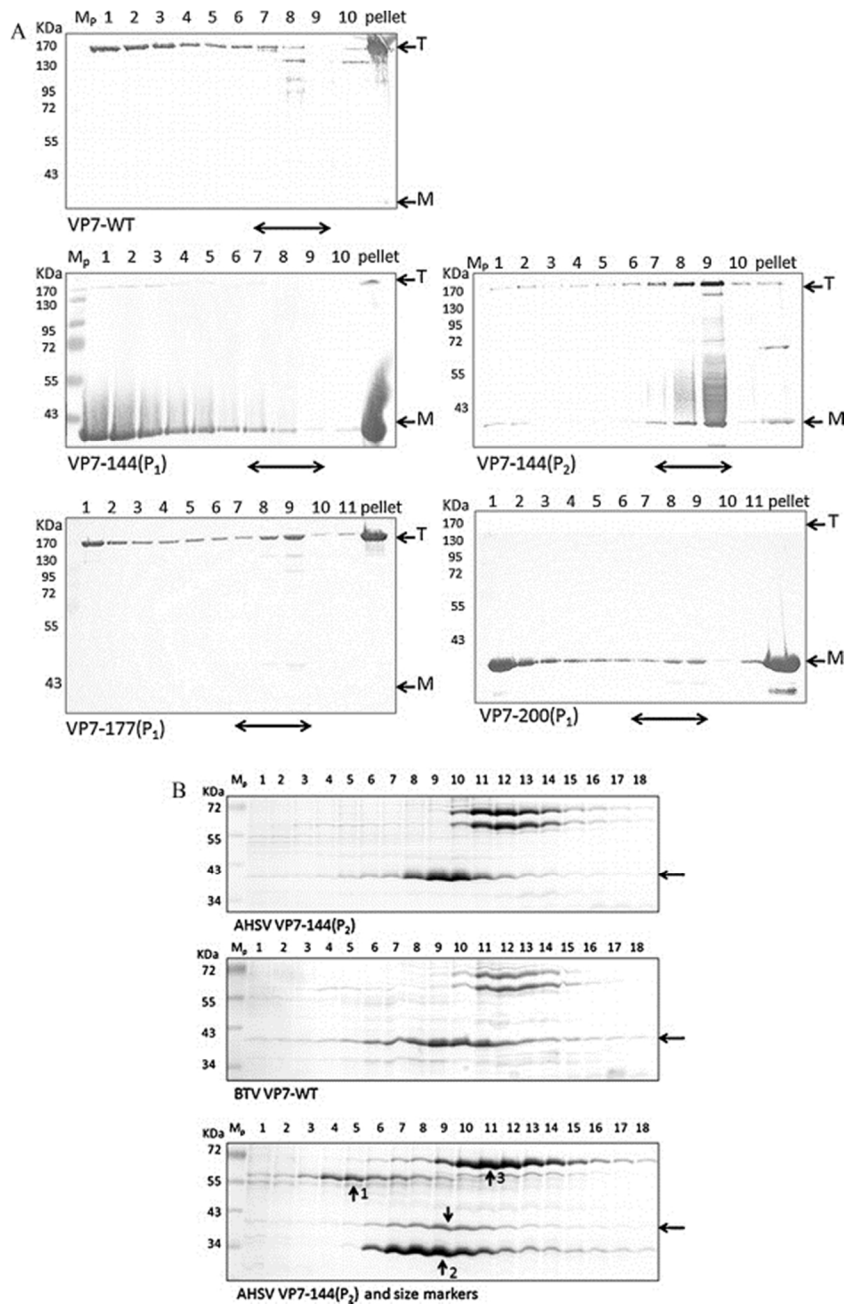 A
KDa Mp 1 2 3 4 5 6 7 8 9 10 pellet
170
130
95
72
55
43
T
M
VP7-WT
KDa Mp 1 2 3 4 5 6 7 8 9 10 pellet
170
130
95
72
55
43
T
M
VP7-144(P1)
KDa Mp 1 2 3 4 5 6 7 8 9 10 pellet
170
130
95
72
55
43
T
M
VP7-144(P2)
KDa 1 2 3 4 5 6 7 8 9 10 11 pellet
170
130
95
72
55
43
T
M
VP7-177(P1)
KDa 1 2 3 4 5 6 7 8 9 10 11 pellet
170
130
95
72
55
43
T
M
VP7-200(P1)
B
KDa Mp 1 2 3 4 5 6 7 8 9 10 11 12 13 14 15 16 17 18
72
55
43
34
AHSV VP7-144(P2)
KDa Mp 1 2 3 4 5 6 7 8 9 10 11 12 13 14 15 16 17 18
72
55
43
34
BTV VP7-WT
KDa Mp 1 2 3 4 5 6 7 8 9 10 11 12 13 14 15 16 17 18
72
55
43
34
1
3
2
AHSV VP7-144(P2) and size markers